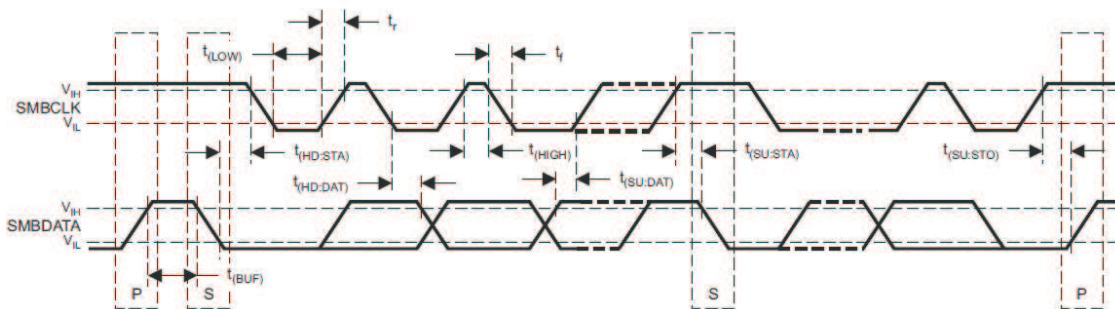 tr
t(LOW)
tf
VIH
SMBCLK
VIL
t(HD:STA)
t(HIGH)
t(SU:STA)
t(SU:STO)
t(HD:DAT)
t(SU:DAT)
VIH
SMBDATA
VIL
t(BUF)
P
S
S
P